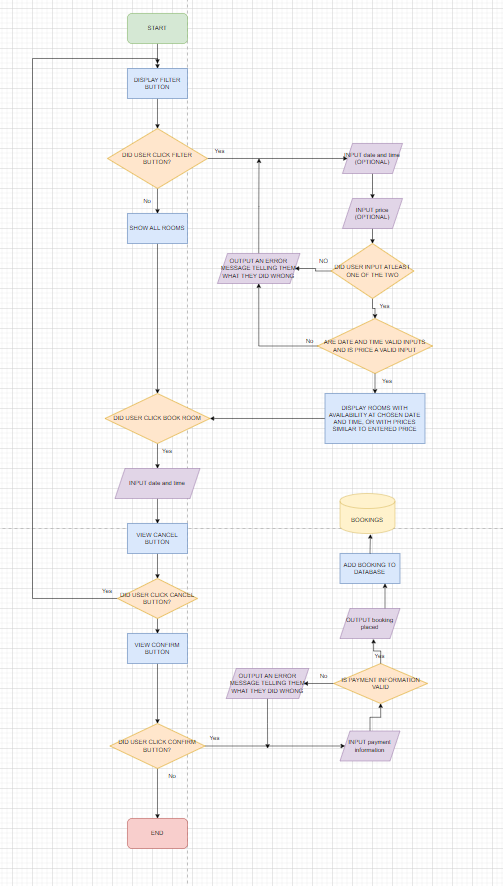 START
DISPLAY FILTER
BUTTON
DID USER CLICK FILTER
BUTTON?
Yes
INPUT date and time
(OPTIONAL)
No
INPUT price
(OPTIONAL)
SHOW ALL ROOMS
OUTPUT AN ERROR
MESSAGE TELLING THEM
WHAT THEY DID WRONG
NO
DID USER INPUT ATLEAST
ONE OF THE TWO
Yes
No
ARE DATE AND TIME VALID INPUTS
AND IS PRICE A VALID INPUT
Yes
DISPLAY ROOMS WITH
AVAILABILITY AT CHOSEN DATE
AND TIME, OR WITH PRICES
SIMILAR TO ENTERED PRICE
DID USER CLICK BOOK ROOM
Yes
INPUT date and time
BOOKINGS
VIEW CANCEL
BUTTON
ADD BOOKING TO
DATABASE
Yes
DID USER CLICK CANCEL
BUTTON?
OUTPUT booking
placed
VIEW CONFIRM
BUTTON
Yes
OUTPUT AN ERROR
MESSAGE TELLING THEM
WHAT THEY DID WRONG
No
IS PAYMENT INFORMATION
VALID
DID USER CLICK CONFIRM
BUTTON?
Yes
INPUT payment
information
No
END